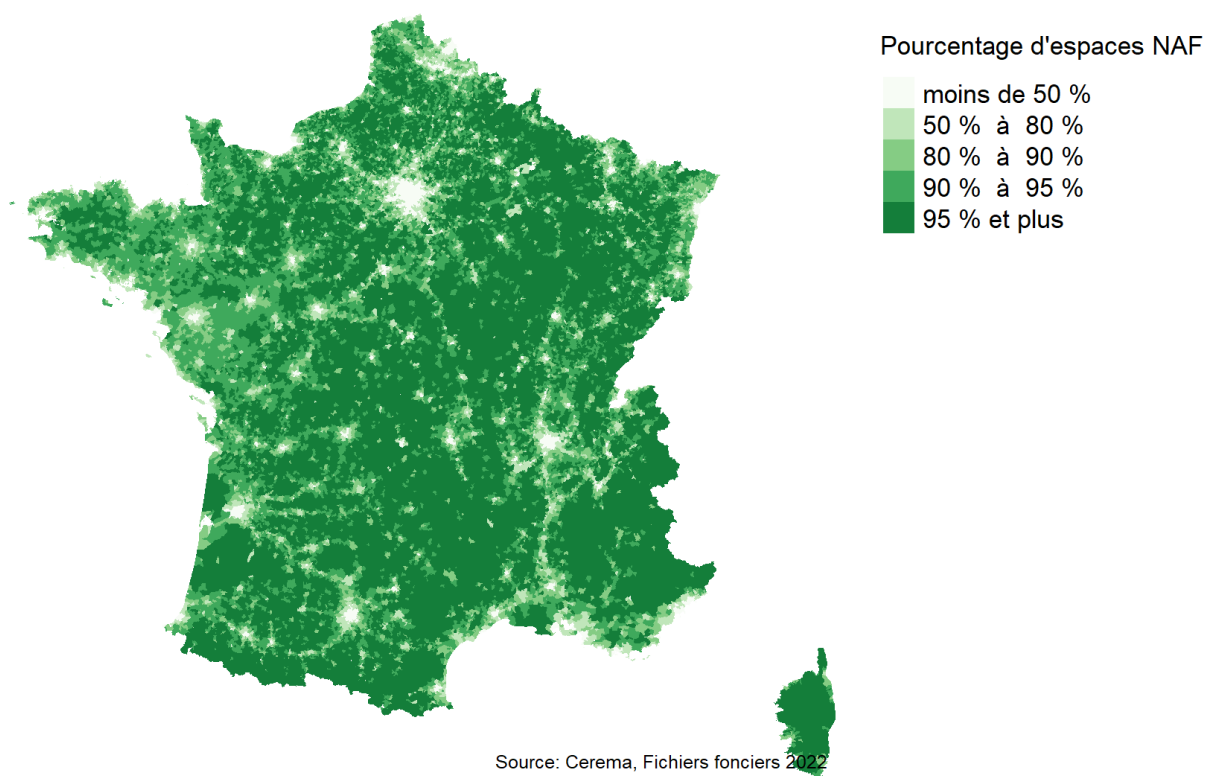 Pourcentage d'espaces NAF
moins de 50 %
50 % à 80 %
80 % à 90 %
90 % à 95 %
95 % et plus
Source: Cerema, Fichiers fonciers 2022